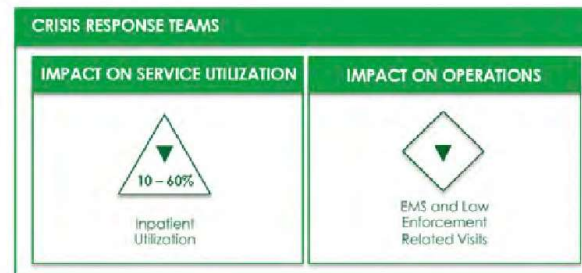 CRISIS RESPONSE TEAMS
IMPACT ON SERVICE UTILIZATION
10 – 60%
Inpatient
Utilization
IMPACT ON OPERATIONS
EMS and Law
Enforcement
Related Visits